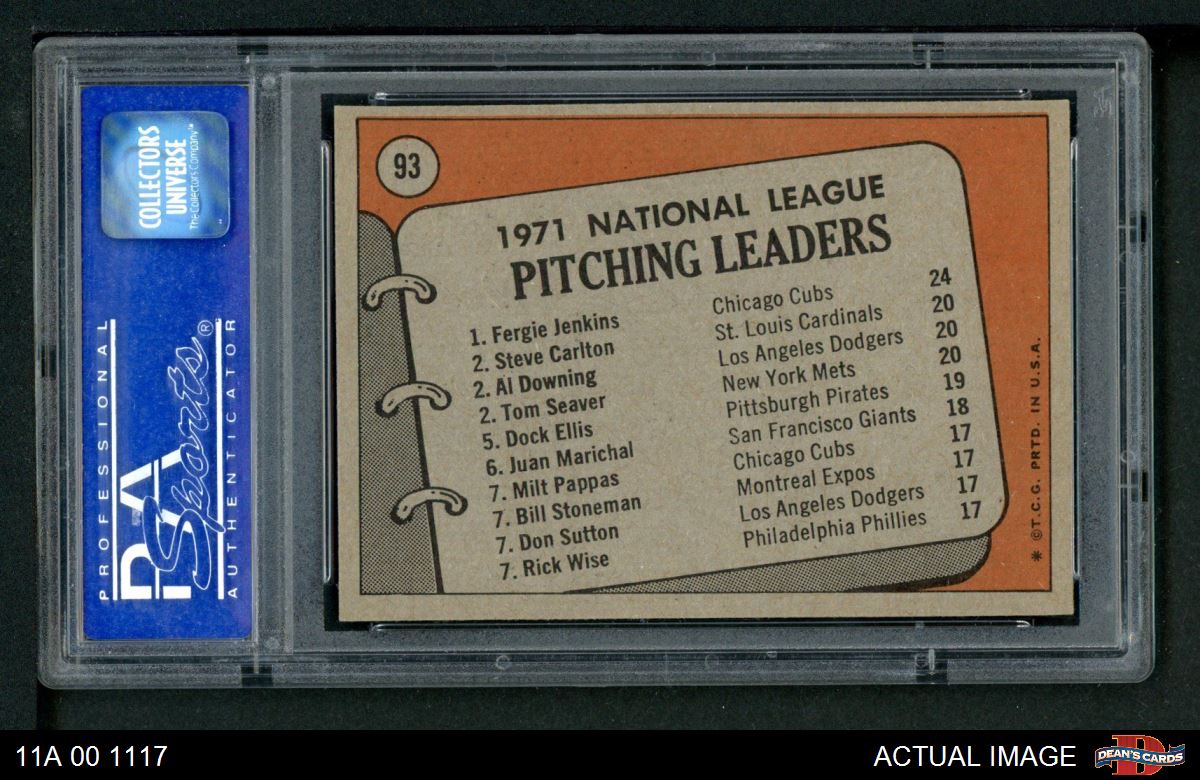 COLLECTORS
UNIVERSE
The Collectors Company™
PROFESSIONAL
PSA
Sports®
AUTHENTICATOR
93
1971 NATIONAL LEAGUE
PITCHING LEADERS
1. Fergie Jenkins Chicago Cubs 24
2. Steve Carlton St. Louis Cardinals 20
2. Al Downing Los Angeles Dodgers 20
2. Tom Seaver New York Mets 20
5. Dock Ellis Pittsburgh Pirates 19
6. Juan Marichal San Francisco Giants 18
7. Milt Pappas Chicago Cubs 17
7. Bill Stoneman Montreal Expos 17
7. Don Sutton Los Angeles Dodgers 17
7. Rick Wise Philadelphia Phillies 17
* ©T.C.G. PRTD. IN U.S.A.
11A 00 1117
ACTUAL IMAGE
D
DEAN'S CARDS